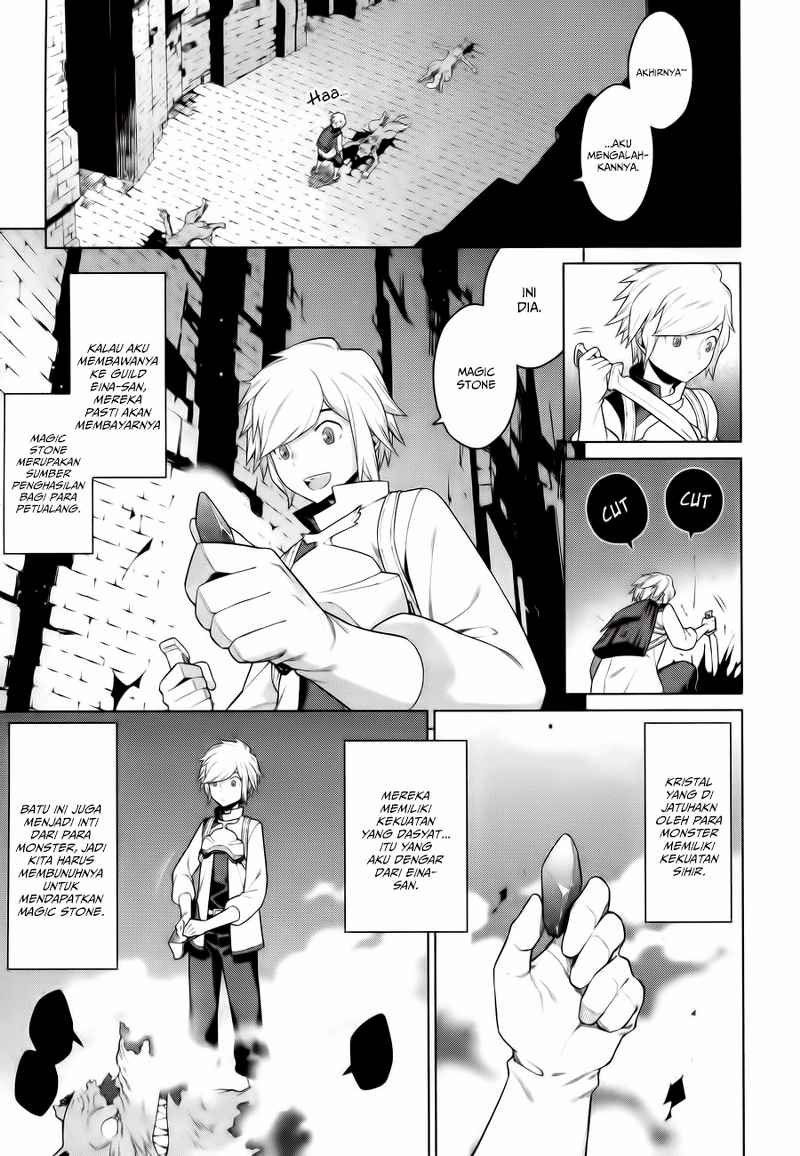 AKHIRNYA~
...AKU
MENGALAH-
KANNYA.
Haa...
INI
DIA.
MAGIC
STONE
KALAU AKU
MEMBAWANYA
KE GUILD
EINA-SAN,
MEREKA
PASTI AKAN
MEMBAYARNYA
MAGIC
STONE
MERUPAKAN
SUMBER
PENGHASILAN
BAGI PARA
PETUALANG.
CUT
CUT
KRISTAL
YANG DI
JATUHAKN
OLEH PARA
MONSTER
MEMILIKI
KEKUATAN
SIHIR.
MEREKA
MEMILIKI
KEKUATAN
YANG DASYAT...
ITU YANG
AKU DENGAR
DARI EINA-
SAN.
BATU INI JUGA
MENJADI INTI
DARI PARA
MONSTER, JADI
KITA HARUS
MEMBUNUHNYA
UNTUK
MENDAPATKAN
MAGIC STONE.